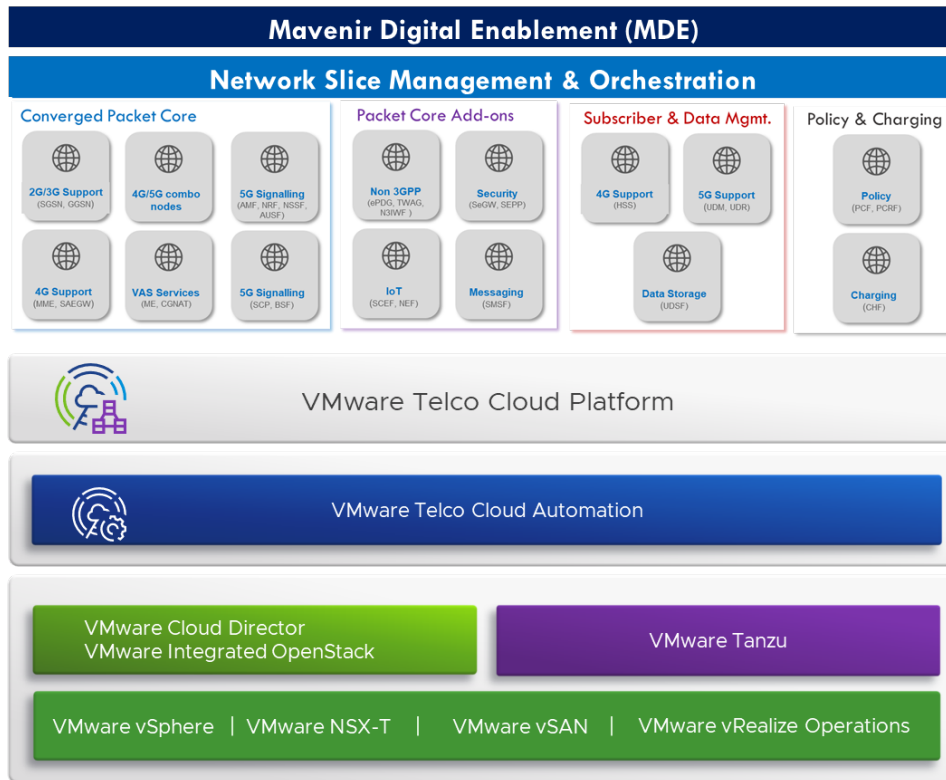 Mavenir Digital Enablement (MDE)
Network Slice Management & Orchestration
Converged Packet Core
2G/3G Support
(SGSN, GGSN)
4G/5G combo
nodes
5G Signalling
(AMF, NRF, NSSF,
AUSF)
4G Support
(MME, SAEGW)
VAS Services
(ME, CGNAT)
5G Signalling
(SCP, BSF)
Packet Core Add-ons
Non 3GPP
(ePDG, TWAG,
N3IWF )
Security
(SeGW, SEPP)
IoT
(SCEF, NEF)
Messaging
(SMSF)
Subscriber & Data Mgmt.
4G Support
(HSS)
5G Support
(UDM, UDR)
Data Storage
(UDSF)
Policy & Charging
Policy
(PCF, PCRF)
Charging
(CHF)
VMware Telco Cloud Platform
VMware Telco Cloud Automation
VMware Cloud Director
VMware Integrated OpenStack
VMware Tanzu
VMware vSphere | VMware NSX-T | VMware vSAN | VMware vRealize Operations